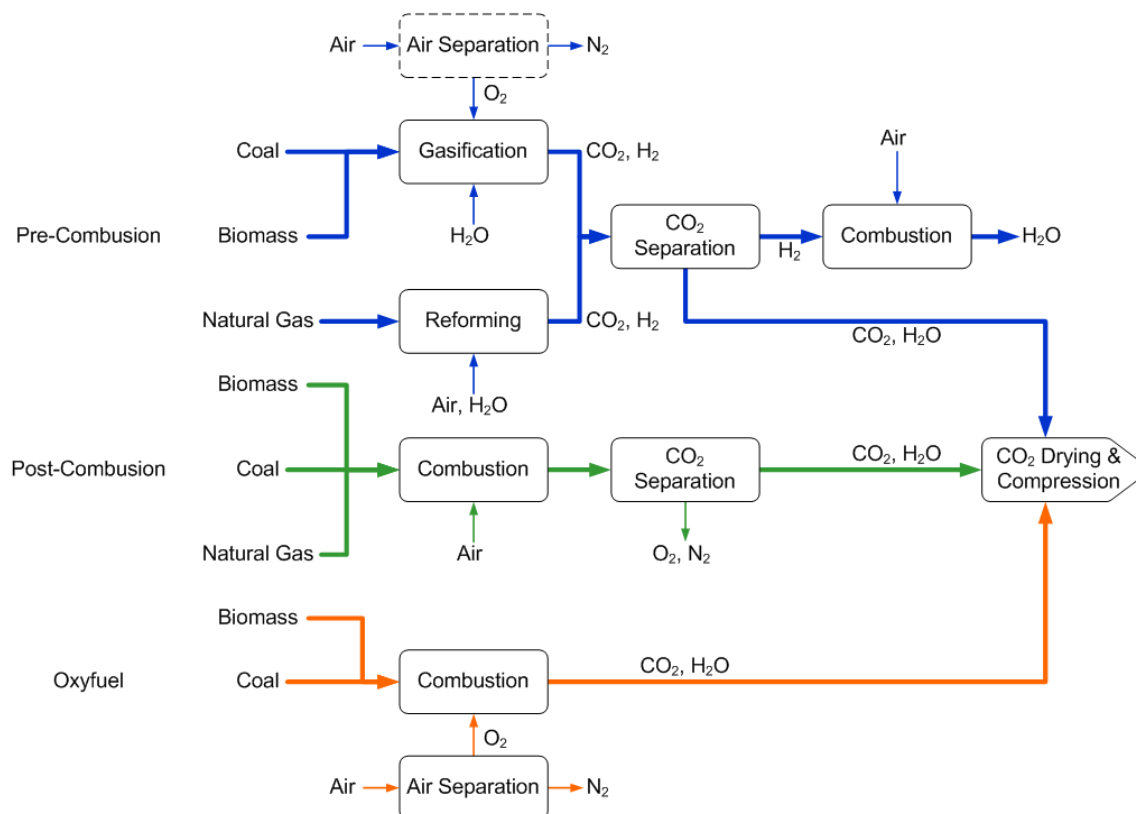 Air
Air Separation
N₂
O₂
Coal
Gasification
CO₂, H₂
Air
Pre-Combusion
Biomass
H₂O
CO₂
Separation
H₂
Combustion
H₂O
Natural Gas
Reforming
CO₂, H₂
CO₂, H₂O
Air, H₂O
Biomass
Post-Combusion
Coal
Combustion
CO₂
Separation
CO₂, H₂O
CO₂ Drying &
Compression
Natural Gas
Air
O₂, N₂
Biomass
Oxyfuel
Coal
Combustion
CO₂, H₂O
O₂
Air
Air Separation
N₂